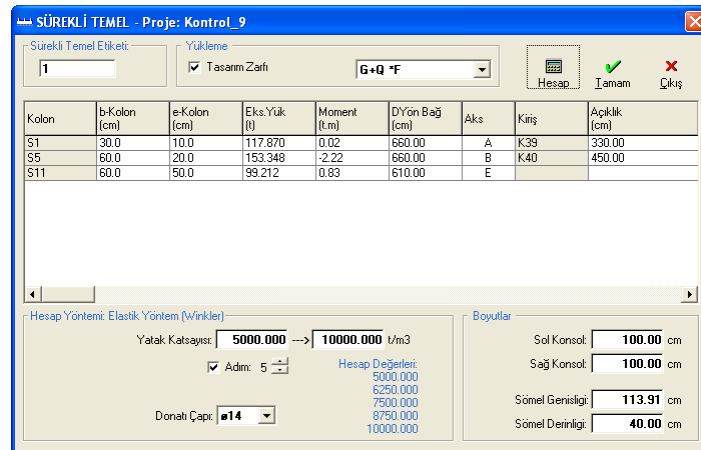 SÜREKLİ TEMEL - Proje: Kontrol_9
Sürekli Temel Etiketi:
1
Yükleme
Tasarım Zarfı
G+Q *F
Hesap
Tamam
Çıkış
Kolon b-Kolon (cm) e-Kolon (cm) Eks.Yük (t) Moment (t.m) DYön Bağ (cm) Aks Kiriş Açıklık (cm)
S1 30.0 10.0 117.870 0.02 660.00 A K39 330.00
S5 60.0 20.0 153.348 -2.22 660.00 B K40 450.00
S11 60.0 50.0 99.212 0.83 610.00 E
Hesap Yöntemi: Elastik Yöntem (Winkler)
Yatak Katsayısı: 5000.000 ---> 10000.000 t/m3
Adım: 5
Hesap Değerleri:
5000.000
6250.000
7500.000
8750.000
10000.000
Donatı Çapı: ø14
Boyutlar
Sol Konsol: 100.00 cm
Sağ Konsol: 100.00 cm
Sömel Genisligi: 113.91 cm
Sömel Derinligi: 40.00 cm